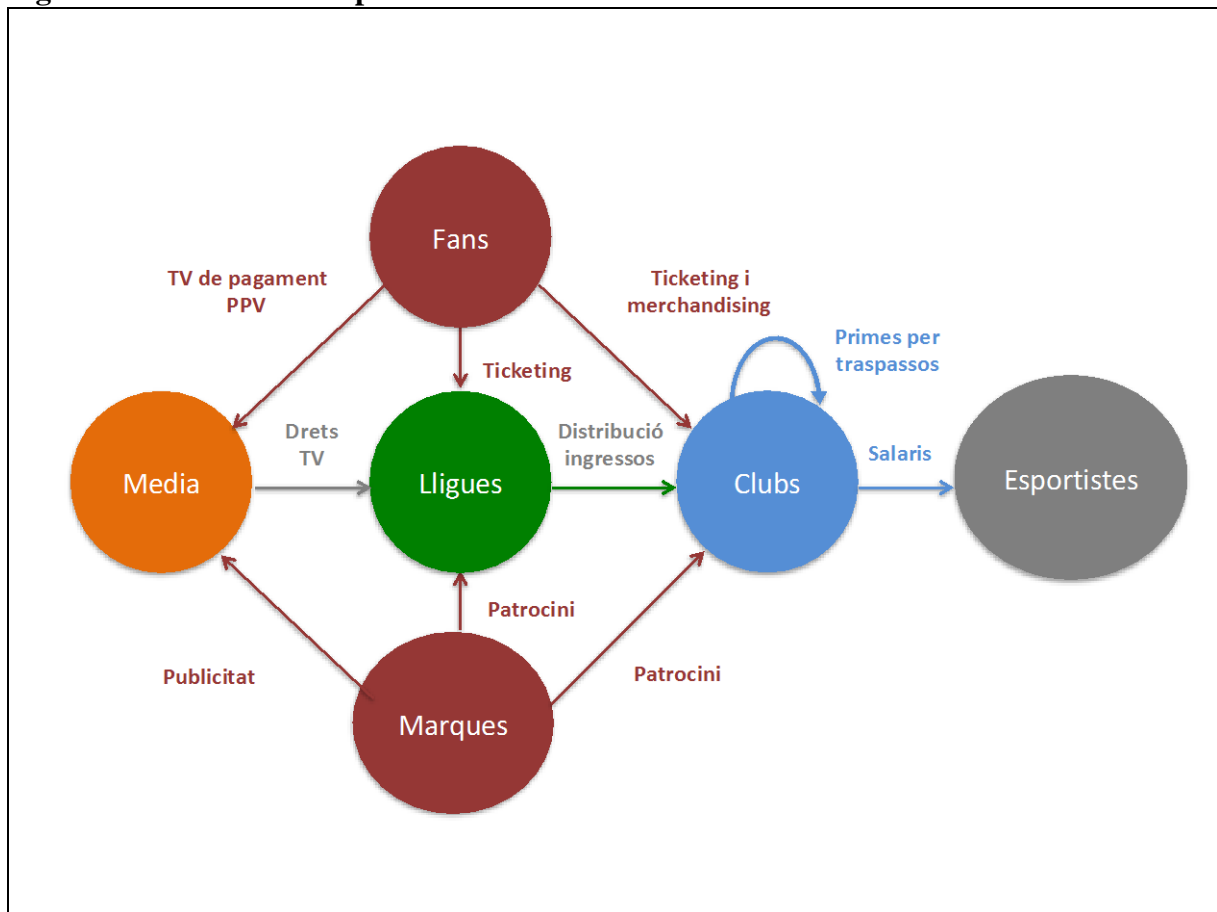 Fans
TV de pagament
PPV
Ticketing i
merchandising
Primes per
traspassos
Ticketing
Drets
TV
Distribució
ingressos
Salaris
Media
Lligues
Clubs
Esportistes
Patrocini
Publicitat
Patrocini
Marques